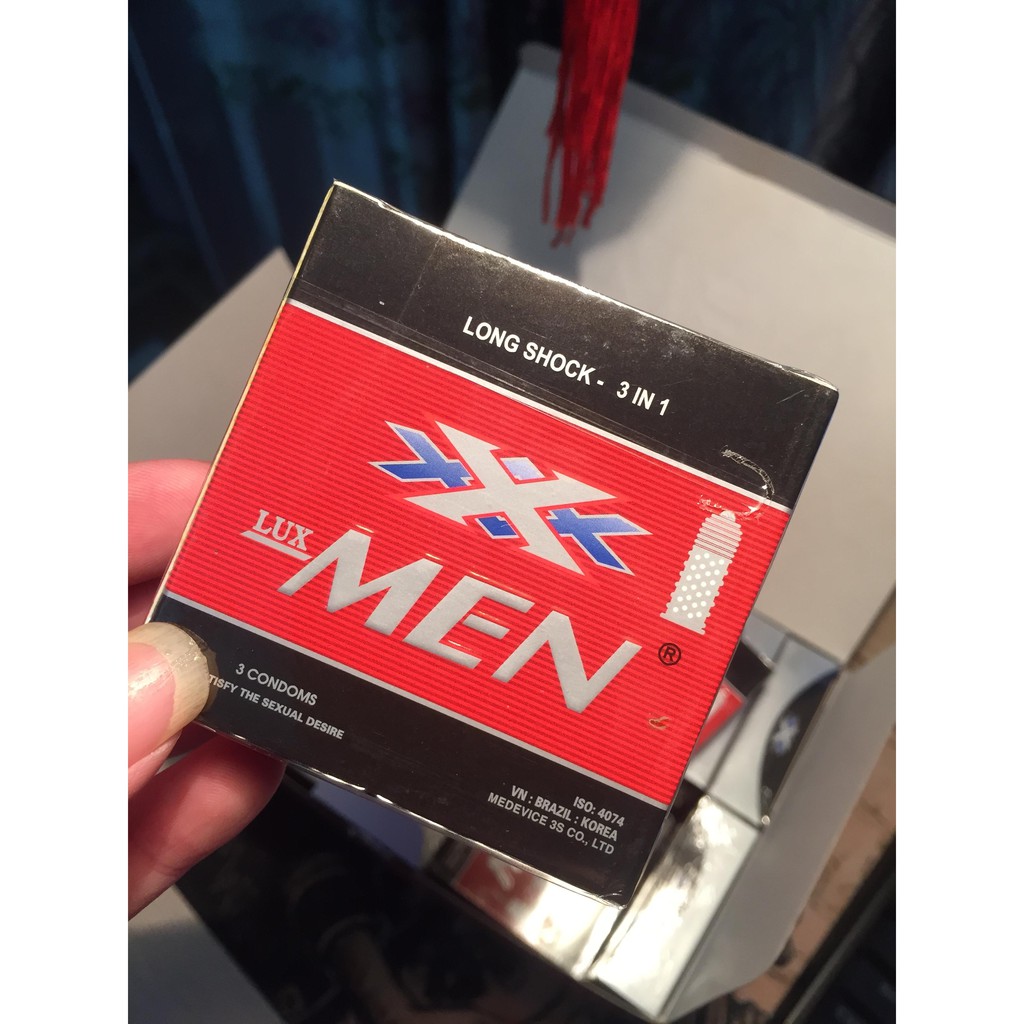 LONG SHOCK - 3 IN 1
XXX
LUX
MEN ®
3 CONDOMS
THE SEXUAL DESIRE
ISO: 4074
VN : BRAZIL : KOREA
MEDEVICE 3S CO., LTD